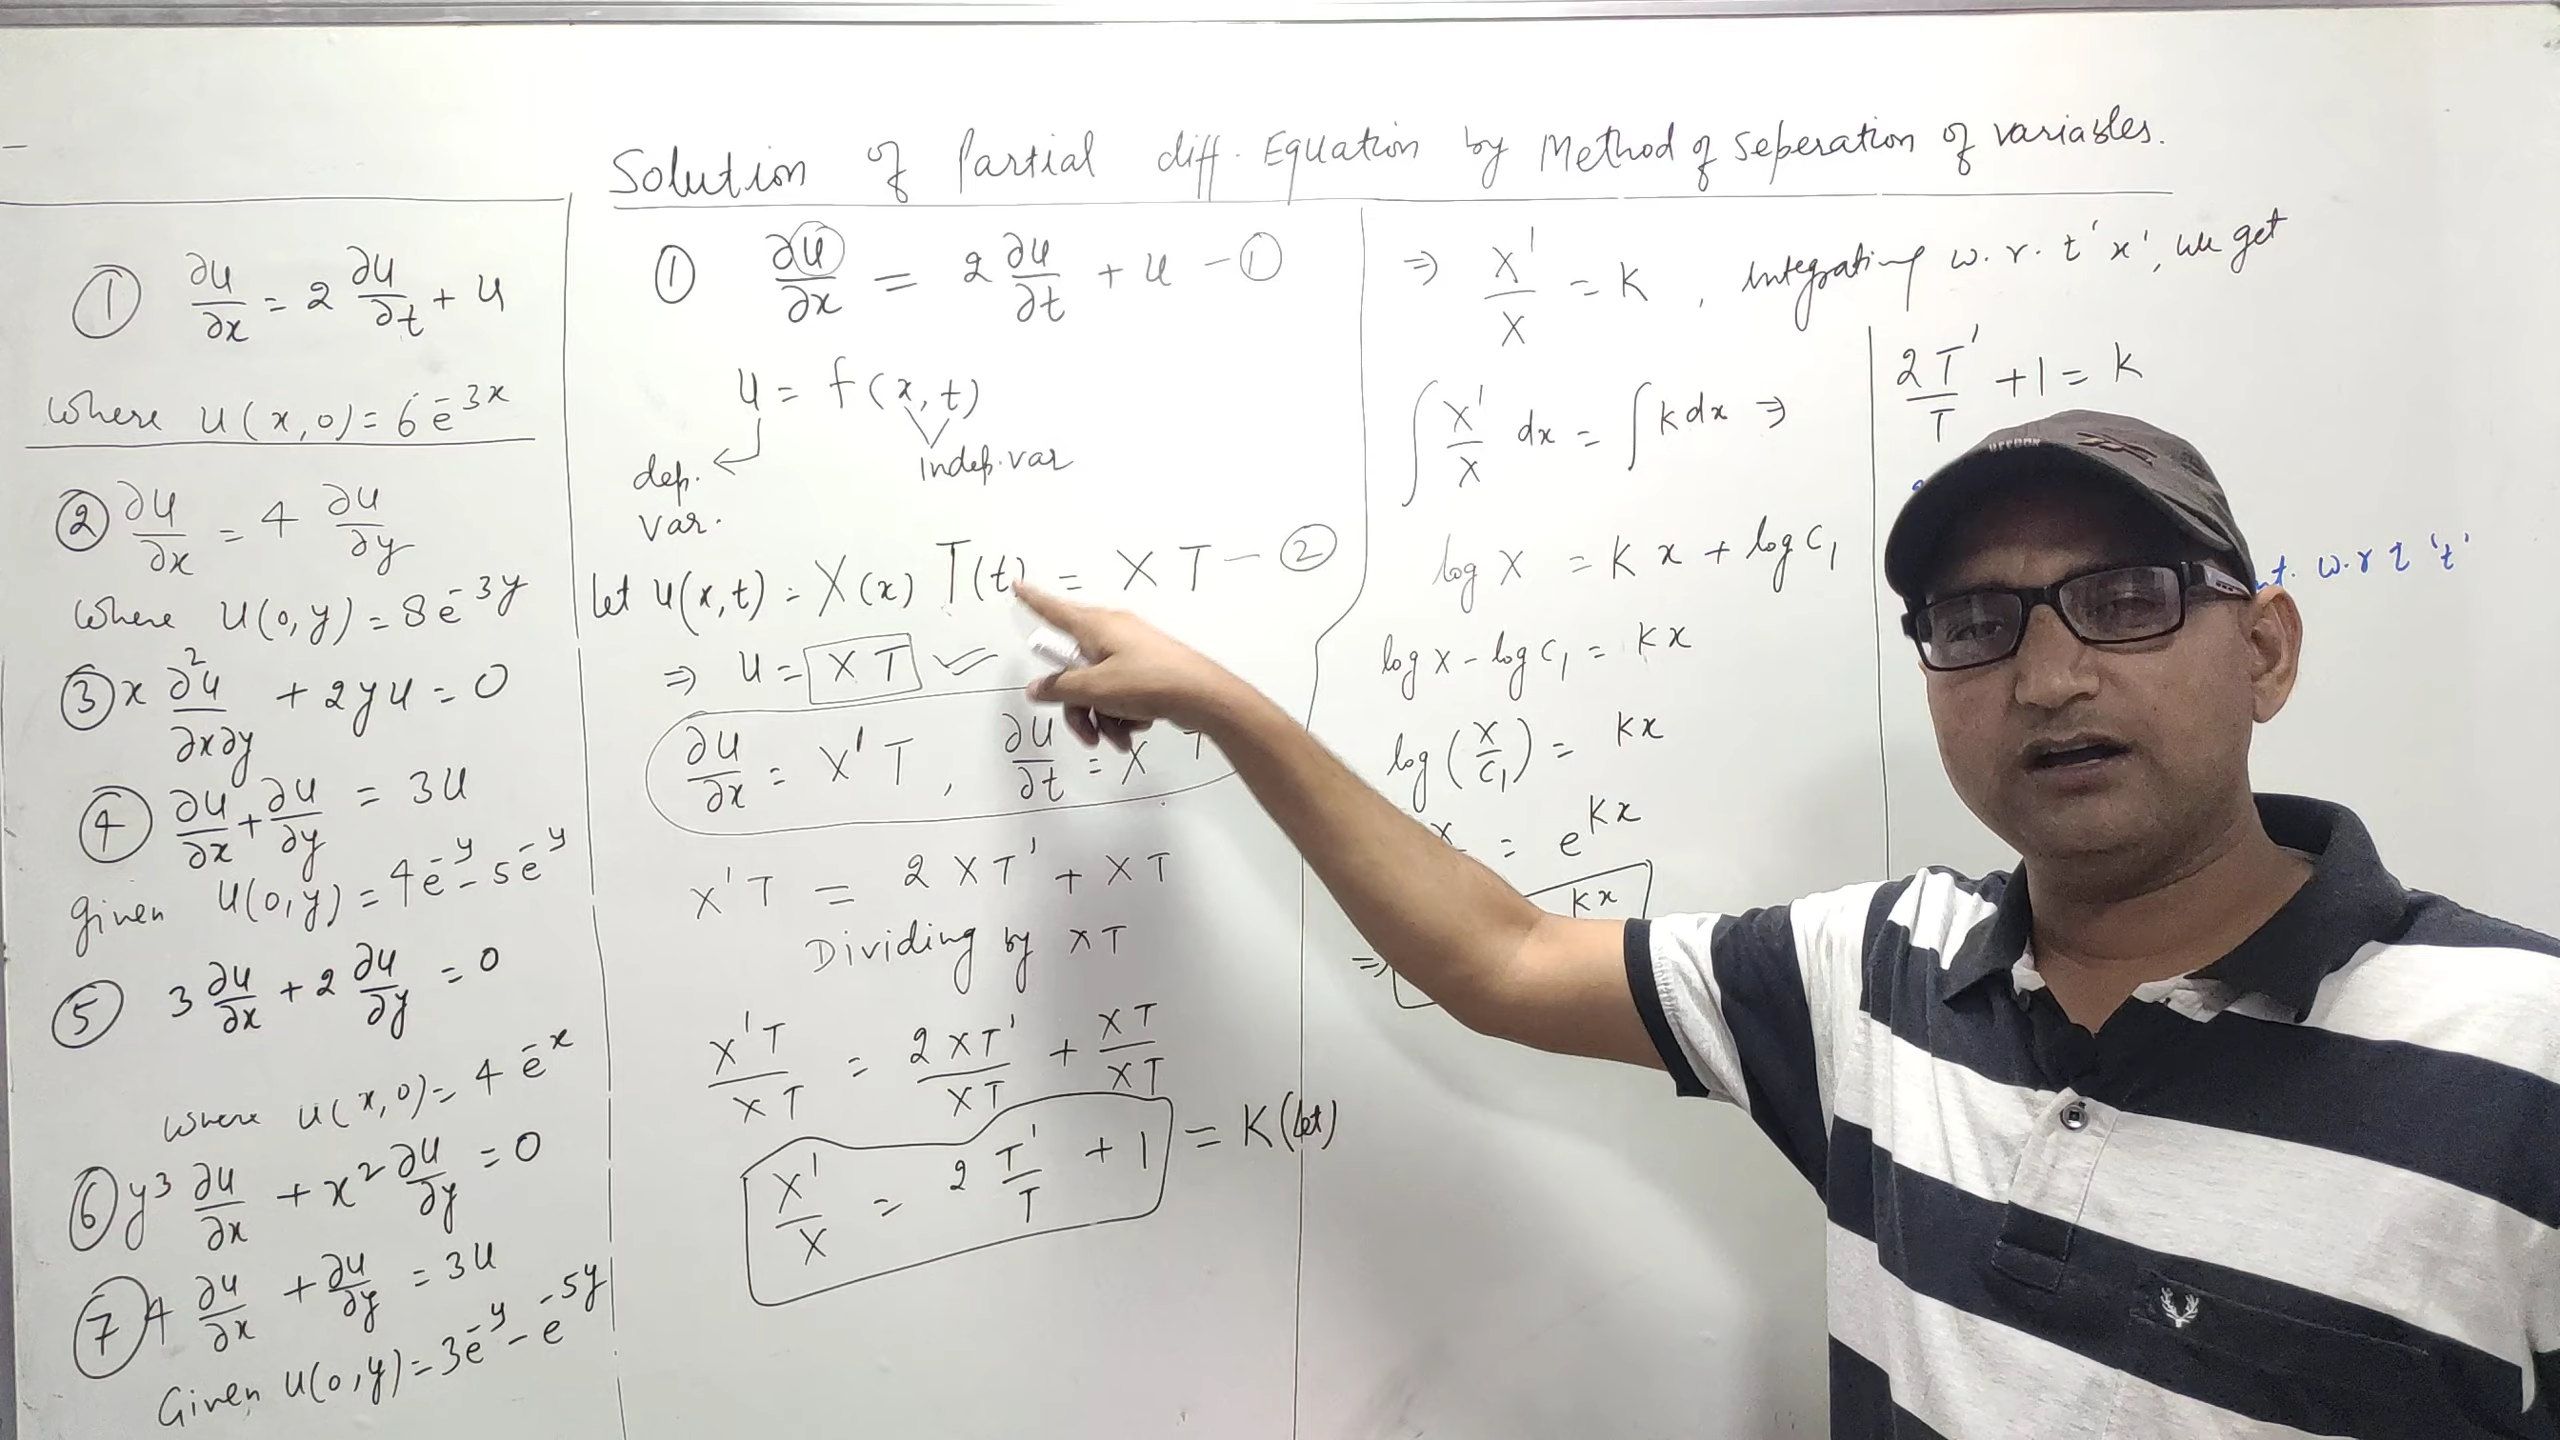 Solution of Partial diff. Equation by Method of Seperation of variables.
① ∂u/∂x = 2 ∂u/∂t + u
where u(x,0) = 6e^-3x
② ∂u/∂x = 4 ∂u/∂y
where u(0,y) = 8e^-3y
③ x ∂²u/∂x∂y + 2yu = 0
④ ∂u/∂x + ∂u/∂y = 3u
given u(0,y) = 4e^-y - 5e^-y
⑤ 3 ∂u/∂x + 2 ∂u/∂y = 0
where u(x,0) = 4e^-x
⑥ y3 ∂u/∂x + x² ∂u/∂y = 0
⑦ 4 ∂u/∂x + ∂u/∂y = 3u
Given u(0,y) = 3e^-y - e^-5y
① ∂u/∂x = 2 ∂u/∂t + u - ①
u = f(x,t)
dep. var.
indep. var
let u(x,t) = X(x) T(t) = X T - ②
⇒ u = X T
∂u/∂x = X'T , ∂u/∂t = X T
X'T = 2XT' + XT
Dividing by XT
X'T/XT = 2XT'/XT + XT/XT
X'/X = 2 T'/T + 1 = K (let)
⇒ X'/X = K , integrating w.r.t 'x', we get
∫ X'/X dx = ∫ K dx ⇒
log X = K x + log C₁
log X - log C₁ = Kx
log (X/C₁) = Kx
X = e^Kx
⇒ Kx
2T'/T + 1 = K
w.r.t 't'